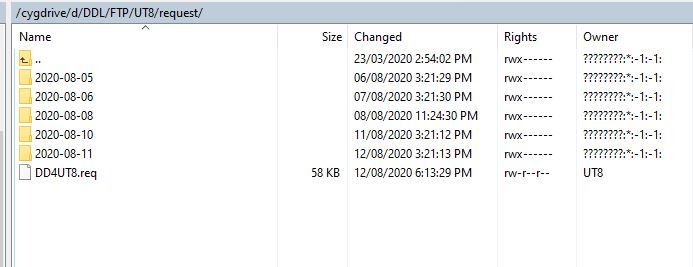 /cygdrive/d/DDL/FTP/UT8/request/
Name Size Changed Rights Owner
.. 23/03/2020 2:54:02 PM rwx------ ????????:*:-1:-1:
2020-08-05 06/08/2020 3:21:29 PM rwx------ ????????:*:-1:-1:
2020-08-06 07/08/2020 3:21:30 PM rwx------ ????????:*:-1:-1:
2020-08-08 08/08/2020 11:24:30 PM rwx------ ????????:*:-1:-1:
2020-08-10 11/08/2020 3:21:12 PM rwx------ ????????:*:-1:-1:
2020-08-11 12/08/2020 3:21:13 PM rwx------ ????????:*:-1:-1:
DD4UT8.req 58 KB 12/08/2020 6:13:29 PM rw-r--r-- UT8